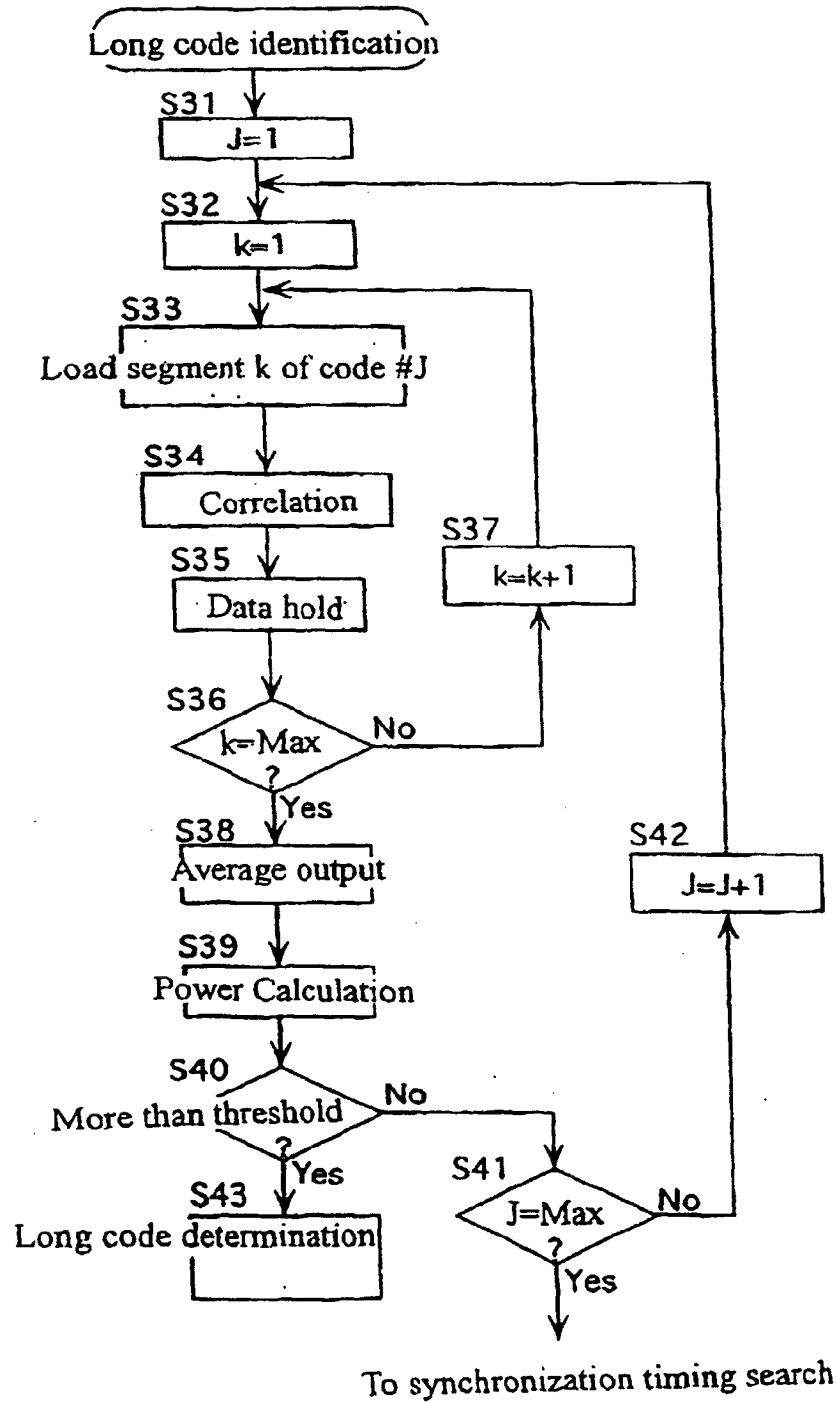 Long code identification
S31
J=1
S32
k=1
S33
Load segment k of code #J
S34
Correlation
S35
Data hold
S37
k=k+1
S36
k=Max
?
No
Yes
S38
Average output
S42
J=J+1
S39
Power Calculation
S40
More than threshold
?
No
Yes
S43
Long code determination
S41
J=Max
?
No
Yes
To synchronization timing search